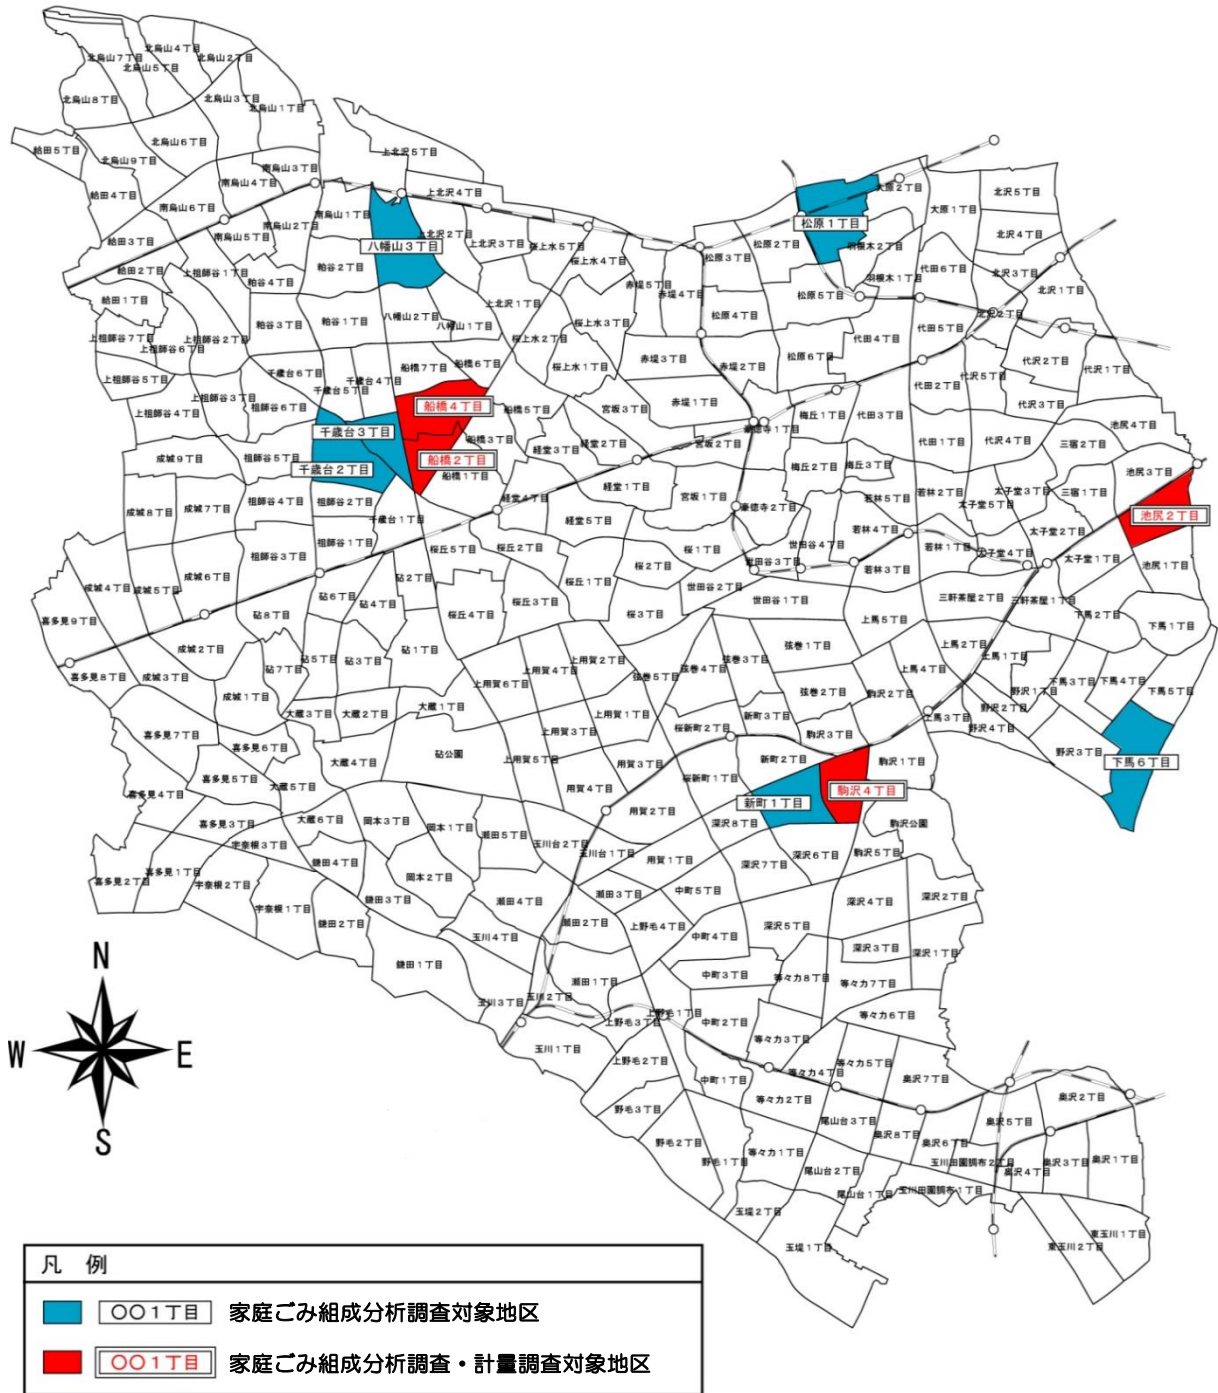 北烏山４丁目
北烏山７丁目
北烏山２丁目
北烏山５丁目
北烏山８丁目
北烏山３丁目
北烏山１丁目
給田５丁目
北烏山６丁目
北烏山９丁目
上北沢５丁目
南烏山３丁目
南烏山４丁目
給田４丁目
上北沢４丁目
大原２丁目
北沢５丁目
南烏山６丁目
南烏山１丁目
大原１丁目
南烏山２丁目
松原１丁目
給田３丁目
南烏山５丁目
上北沢２丁目
上北沢３丁目
桜上水５丁目
松原２丁目
羽根木２丁目
北沢４丁目
八幡山３丁目
松原３丁目
桜上水４丁目
給田２丁目
上祖師谷１丁目
粕谷２丁目
代田６丁目
北沢３丁目
粕谷４丁目
赤堤５丁目
赤堤４丁目
羽根木１丁目
北沢１丁目
給田１丁目
上北沢１丁目
松原５丁目
八幡山２丁目
松原４丁目
北沢２丁目
粕谷３丁目
粕谷１丁目
八幡山１丁目
桜上水３丁目
代田５丁目
上祖師谷７丁目
上祖師谷２丁目
桜上水２丁目
代田４丁目
上祖師谷６丁目
船橋７丁目
船橋６丁目
赤堤３丁目
松原６丁目
代沢２丁目
桜上水１丁目
赤堤２丁目
代沢１丁目
上祖師谷５丁目
千歳台６丁目
千歳台４丁目
代田２丁目
代沢５丁目
千歳台５丁目
上祖師谷３丁目
船橋４丁目
赤堤１丁目
梅丘１丁目
代沢３丁目
上祖師谷４丁目
祖師谷６丁目
船橋５丁目
宮坂３丁目
代田３丁目
池尻４丁目
千歳台３丁目
豪徳寺１丁目
船橋３丁目
経堂２丁目
宮坂２丁目
代田１丁目
代沢４丁目
三宿２丁目
経堂３丁目
成城９丁目
祖師谷５丁目
千歳台２丁目
船橋２丁目
梅丘２丁目
梅丘３丁目
池尻３丁目
船橋１丁目
経堂１丁目
太子堂３丁目
三宿１丁目
祖師谷４丁目
祖師谷２丁目
経堂４丁目
宮坂１丁目
豪徳寺２丁目
若林５丁目
若林２丁目
太子堂５丁目
成城８丁目
成城７丁目
千歳台１丁目
経堂５丁目
池尻２丁目
若林４丁目
太子堂２丁目
祖師谷１丁目
桜丘５丁目
桜丘２丁目
桜１丁目
世田谷４丁目
若林１丁目
太子堂４丁目
太子堂１丁目
祖師谷３丁目
桜２丁目
世田谷３丁目
若林３丁目
池尻１丁目
成城６丁目
砧２丁目
桜丘１丁目
世田谷２丁目
成城４丁目
成城５丁目
砧６丁目
砧４丁目
桜丘３丁目
世田谷１丁目
三軒茶屋２丁目
三軒茶屋１丁目
砧８丁目
桜丘４丁目
桜３丁目
上馬５丁目
下馬２丁目
喜多見９丁目
下馬１丁目
成城２丁目
砧５丁目
砧３丁目
砧１丁目
上用賀２丁目
弦巻３丁目
弦巻１丁目
上馬２丁目
上馬１丁目
喜多見８丁目
成城３丁目
砧７丁目
上用賀４丁目
弦巻４丁目
弦巻５丁目
上馬４丁目
上用賀６丁目
下馬３丁目
下馬４丁目
成城１丁目
弦巻２丁目
駒沢２丁目
野沢１丁目
下馬５丁目
大蔵３丁目
大蔵２丁目
大蔵１丁目
上用賀１丁目
新町３丁目
野沢２丁目
上馬３丁目
喜多見７丁目
上用賀３丁目
桜新町２丁目
駒沢３丁目
野沢４丁目
喜多見６丁目
砧公園
上用賀５丁目
新町２丁目
駒沢１丁目
野沢３丁目
下馬６丁目
大蔵４丁目
用賀３丁目
喜多見５丁目
大蔵５丁目
桜新町１丁目
喜多見４丁目
用賀４丁目
駒沢４丁目
新町１丁目
喜多見３丁目
大蔵６丁目
岡本３丁目
岡本１丁目
用賀２丁目
深沢８丁目
駒沢公園
瀬田５丁目
宇奈根３丁目
玉川台２丁目
玉川台１丁目
用賀１丁目
深沢６丁目
駒沢５丁目
鎌田４丁目
深沢７丁目
喜多見１丁目
岡本２丁目
喜多見２丁目
宇奈根２丁目
瀬田３丁目
中町５丁目
深沢２丁目
鎌田３丁目
瀬田４丁目
深沢４丁目
宇奈根１丁目
鎌田２丁目
瀬田２丁目
上野毛４丁目
深沢５丁目
玉川４丁目
中町４丁目
深沢３丁目
深沢１丁目
鎌田１丁目
中町３丁目
等々力８丁目
瀬田１丁目
等々力７丁目
玉川３丁目
玉川２丁目
上野毛１丁目
等々力６丁目
上野毛３丁目
中町２丁目
等々力３丁目
玉川１丁目
上野毛２丁目
等々力５丁目
等々力４丁目
中町１丁目
奥沢７丁目
奥沢２丁目
等々力２丁目
野毛３丁目
尾山台３丁目
奥沢５丁目
奥沢８丁目
奥沢６丁目
野毛２丁目
等々力１丁目
野毛１丁目
玉川田園調布２丁目
奥沢３丁目
奥沢１丁目
尾山台２丁目
奥沢４丁目
尾山台１丁目
玉川田園調布１丁目
玉堤２丁目
東玉川１丁目
玉堤１丁目
東玉川２丁目
N
W
E
S
凡 例
〇〇１丁目 家庭ごみ組成分析調査対象地区
〇〇１丁目 家庭ごみ組成分析調査・計量調査対象地区